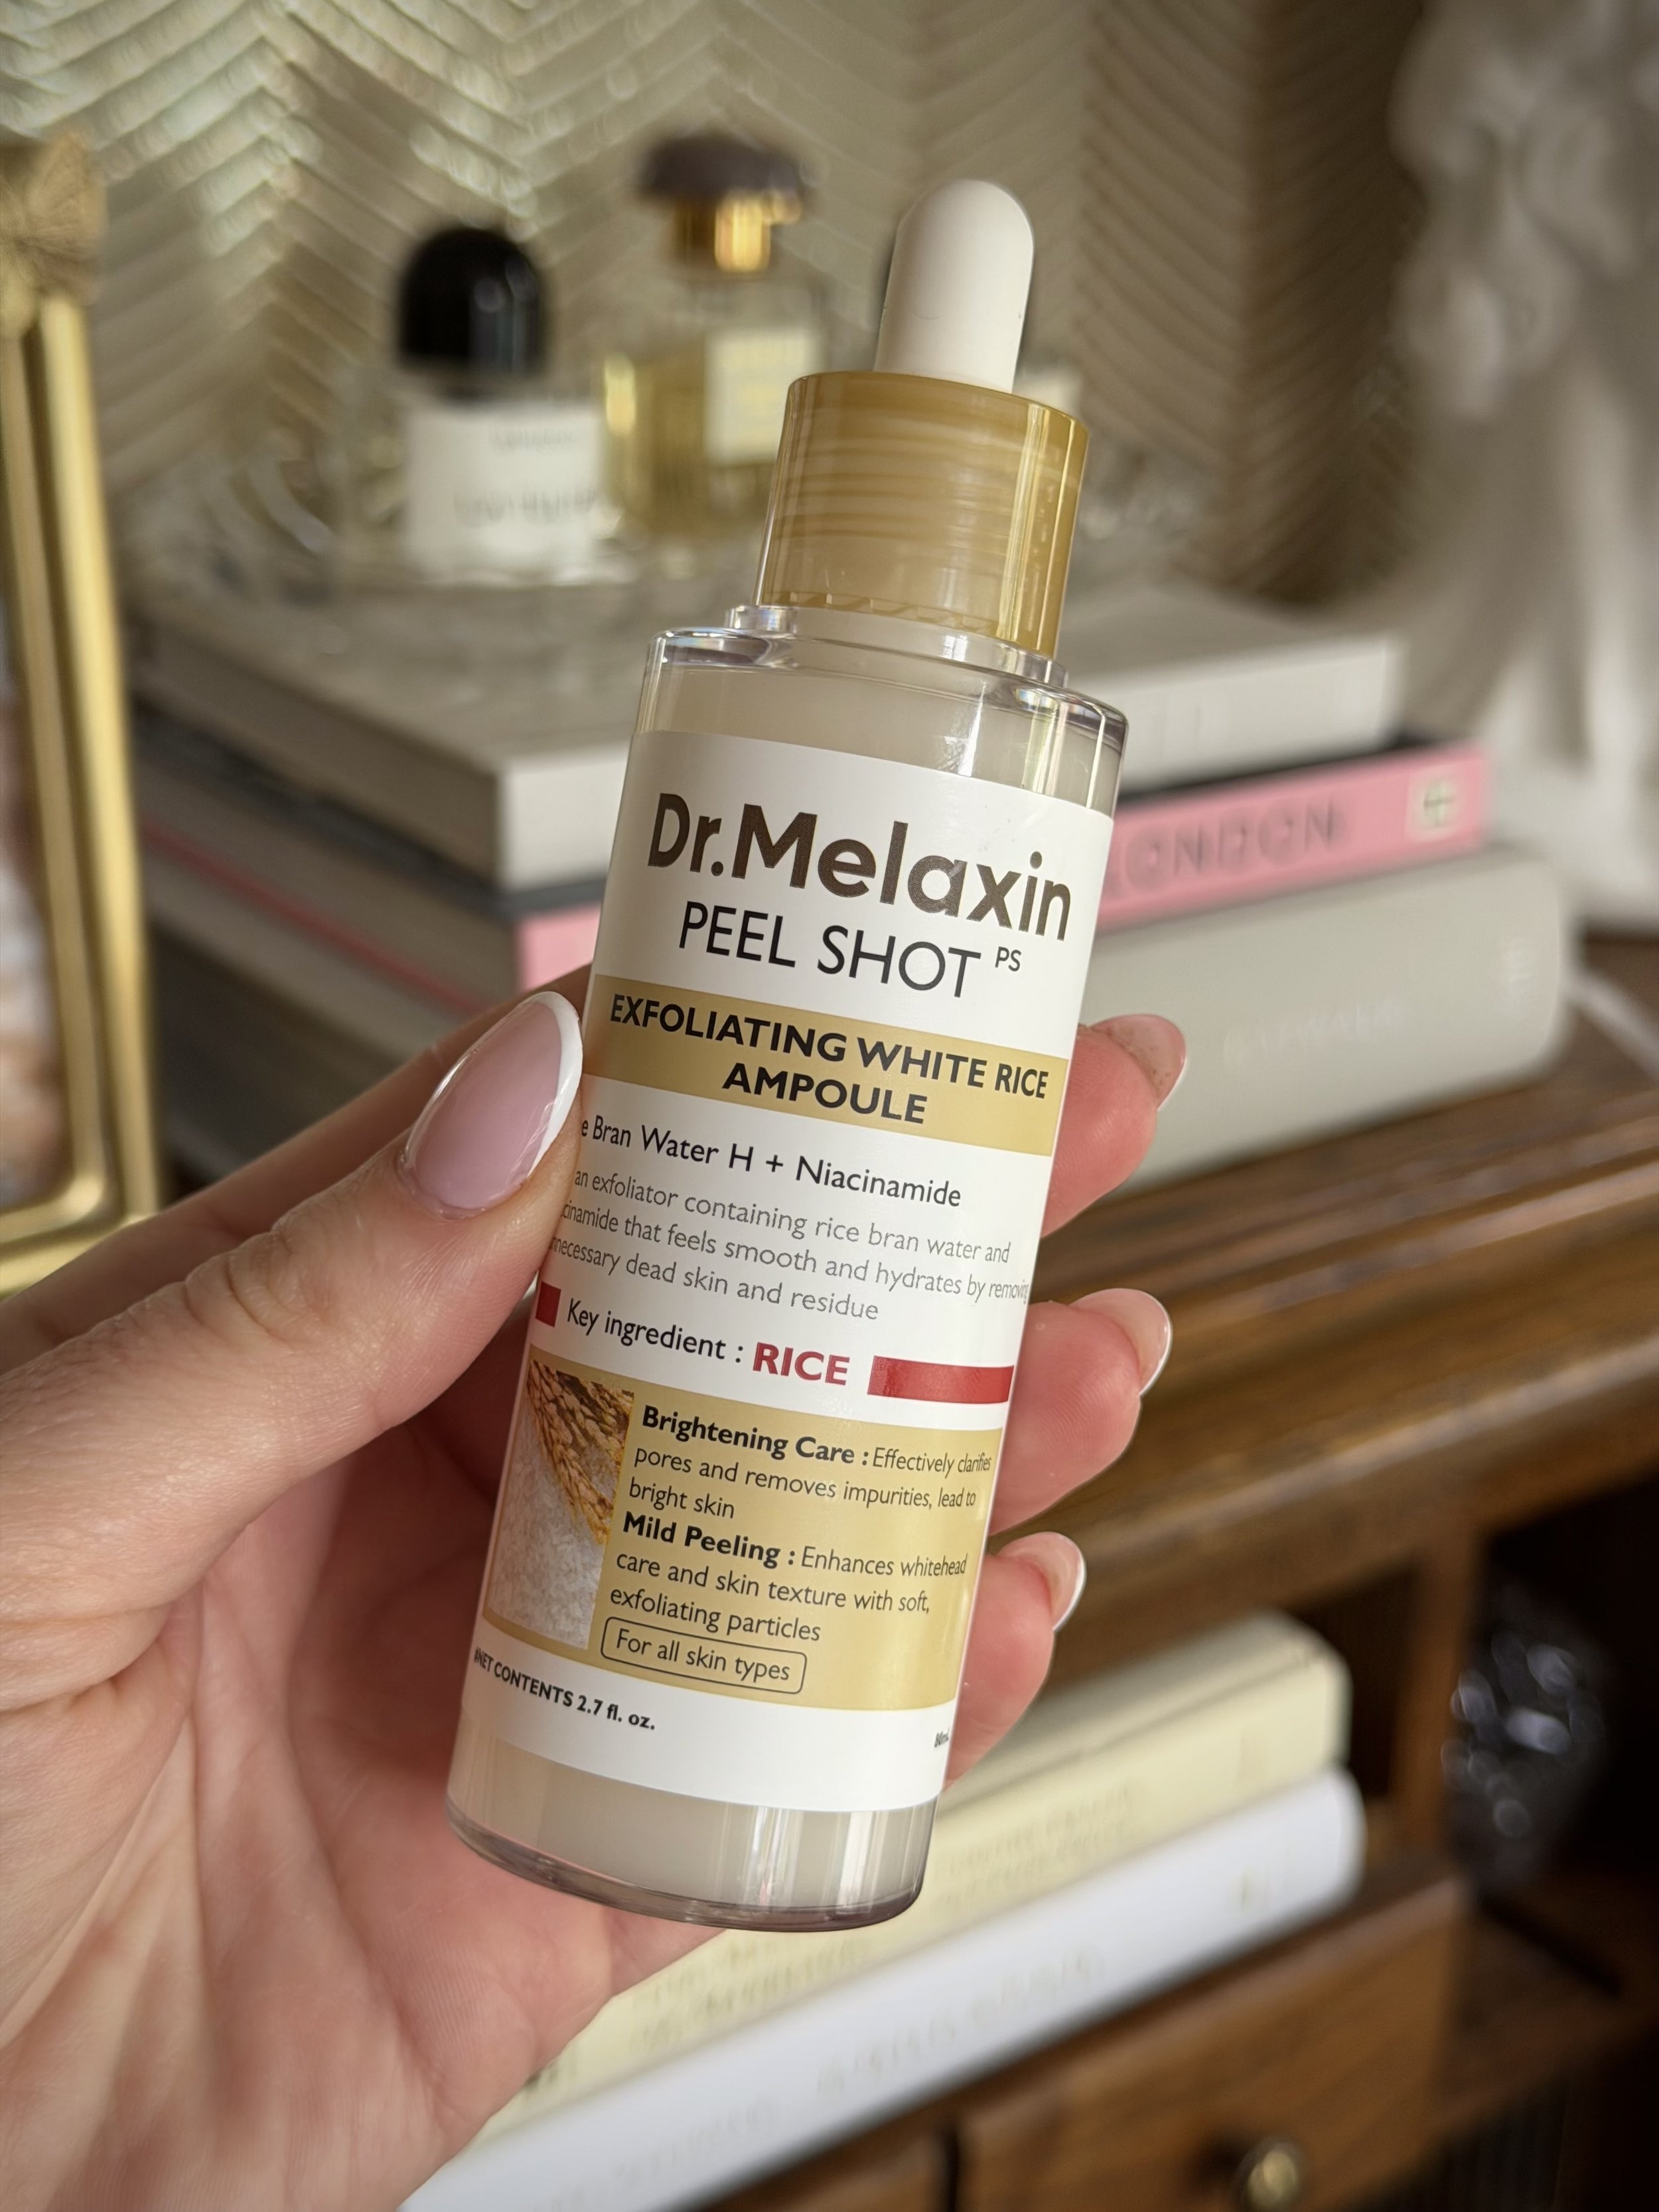 Dr.Melaxin
PEEL SHOT PS
EXFOLIATING WHITE RICE
AMPOULE
Bran Water H + Niacinamide
an exfoliator containing rice bran water and
that feels smooth and hydrates by removing
dead skin and residue
Key ingredient : RICE
Brightening Care : Effectively clarifies
pores and removes impurities, lead to
bright skin
Mild Peeling : Enhances whitehead
care and skin texture with soft,
exfoliating particles
For all skin types
NET CONTENTS 2.7 fl. oz.
LONDON